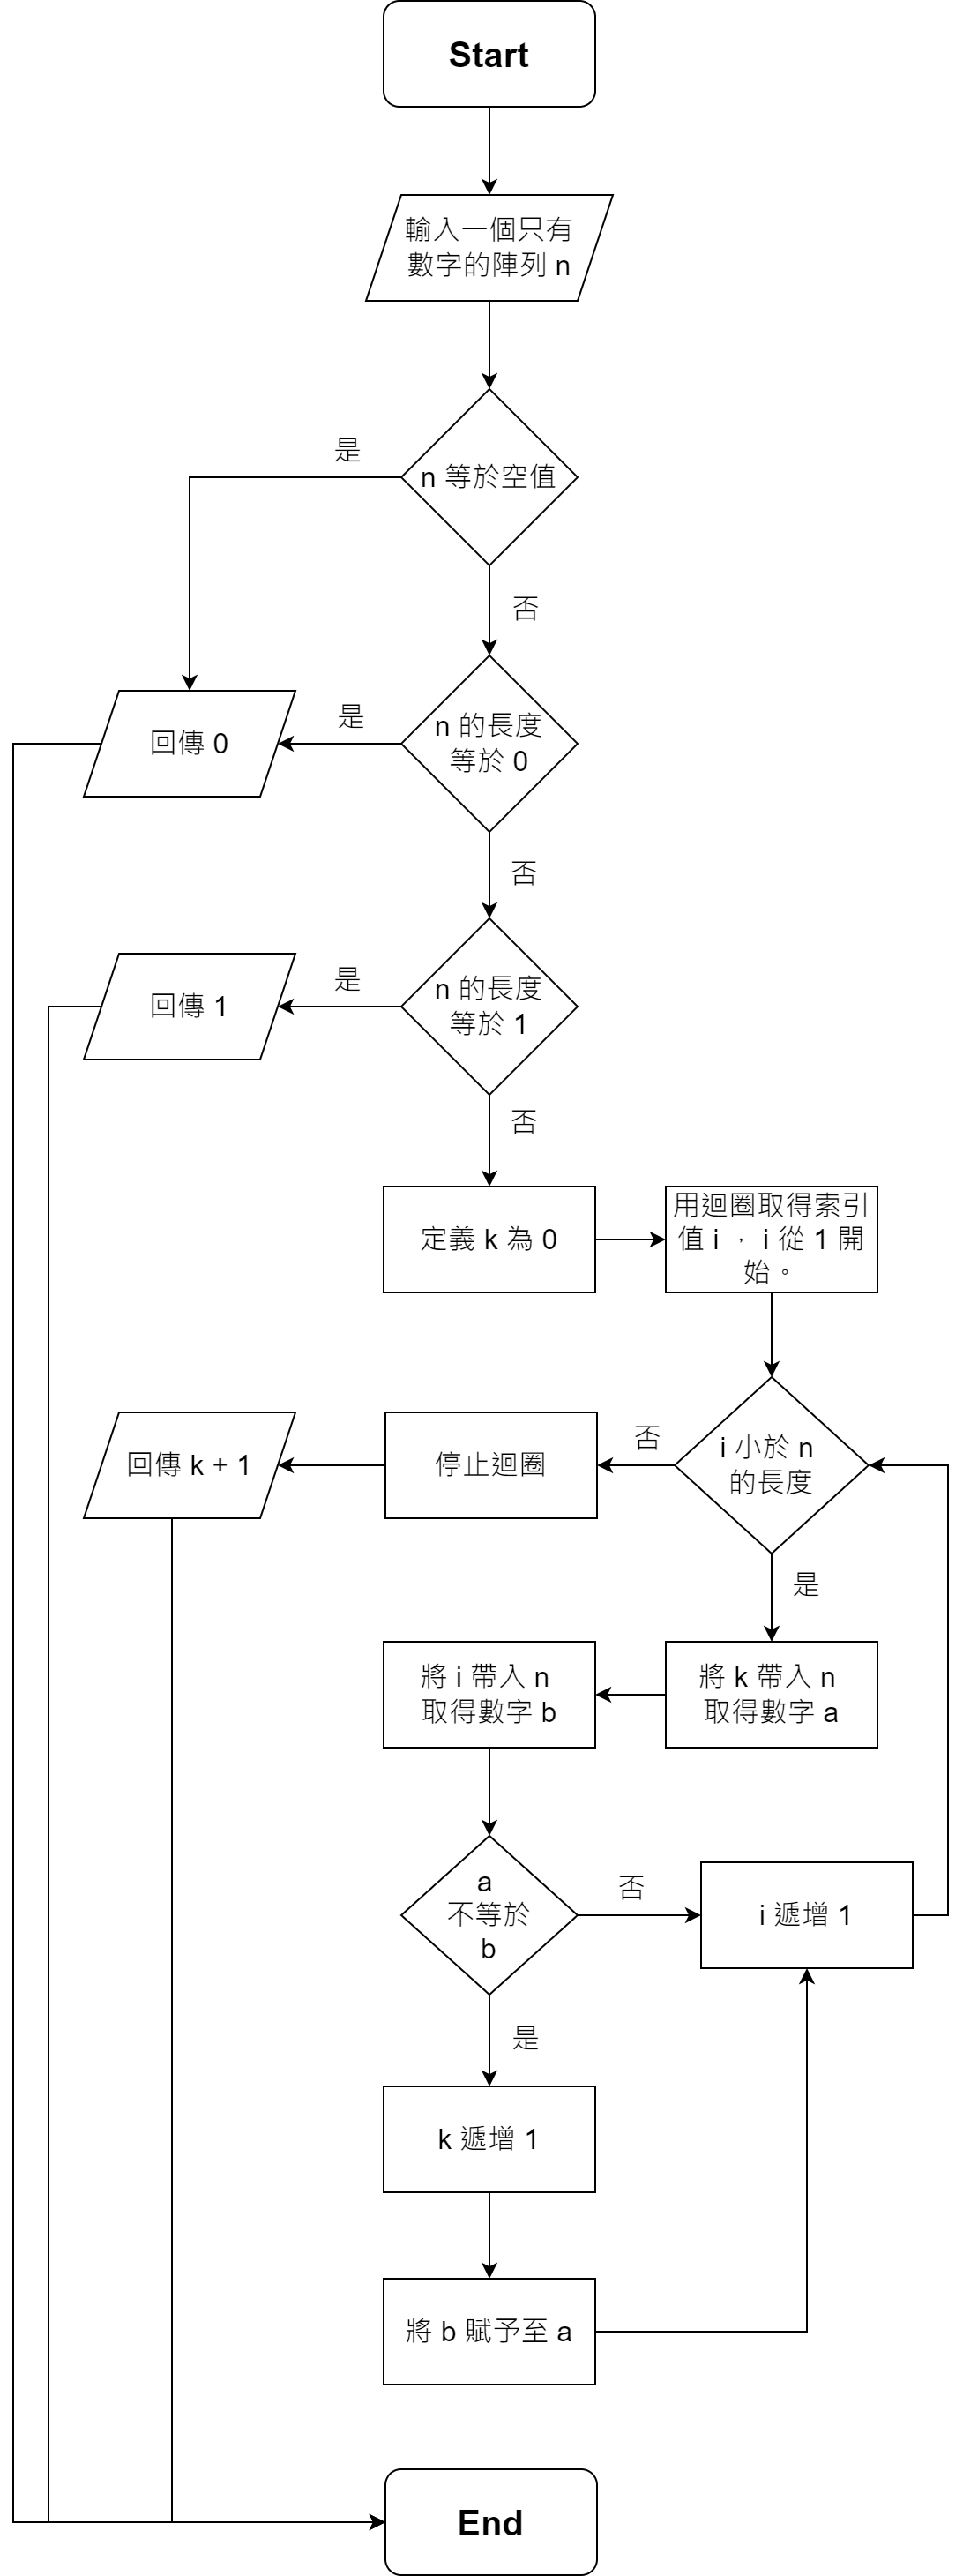 Start
輸入一個只有
數字的陣列 n
n 等於空值
是
否
n 的長度
等於 0
是
回傳 0
否
n 的長度
等於 1
是
回傳 1
否
定義 k 為 0
用迴圈取得索引
值 i ， i 從 1 開
始。
i 小於 n
的長度
否
停止迴圈
回傳 k + 1
是
將 k 帶入 n
取得數字 a
將 i 帶入 n
取得數字 b
a
不等於
b
否
i 遞增 1
是
k 遞增 1
將 b 賦予至 a
End